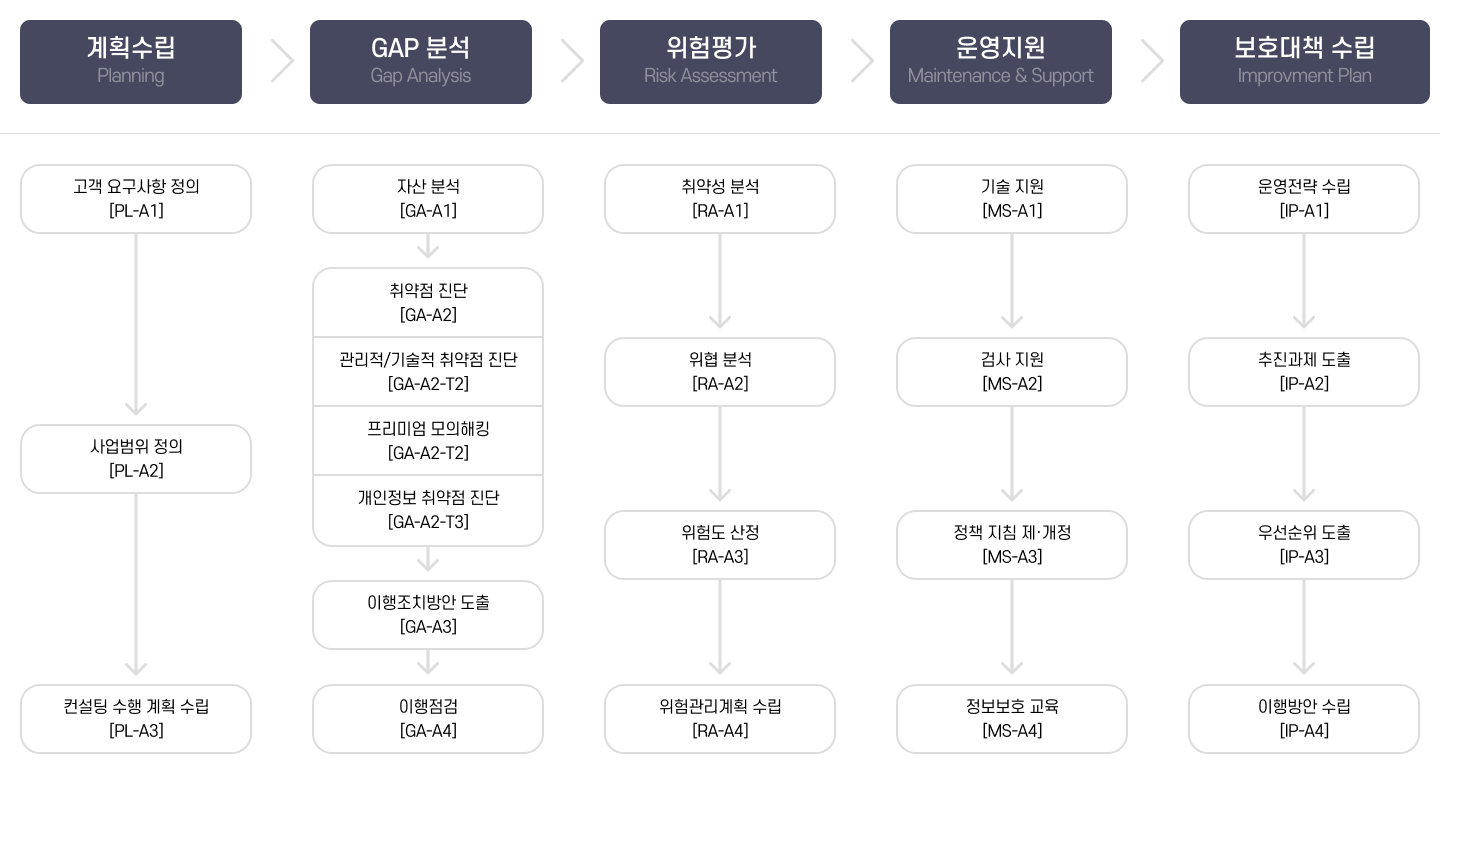 계획수립
Planning
GAP 분석
Gap Analysis
위험평가
Risk Assessment
운영지원
Maintenance & Support
보호대책 수립
Improvment Plan
고객 요구사항 정의
[PL-A1]
사업범위 정의
[PL-A2]
컨설팅 수행 계획 수립
[PL-A3]
자산 분석
[GA-A1]
취약점 진단
[GA-A2]
관리적/기술적 취약점 진단
[GA-A2-T2]
프리미엄 모의해킹
[GA-A2-T2]
개인정보 취약점 진단
[GA-A2-T3]
이행조치방안 도출
[GA-A3]
이행점검
[GA-A4]
취약성 분석
[RA-A1]
위협 분석
[RA-A2]
위험도 산정
[RA-A3]
위험관리계획 수립
[RA-A4]
기술 지원
[MS-A1]
검사 지원
[MS-A2]
정책 지침 제·개정
[MS-A3]
정보보호 교육
[MS-A4]
운영전략 수립
[IP-A1]
추진과제 도출
[IP-A2]
우선순위 도출
[IP-A3]
이행방안 수립
[IP-A4]